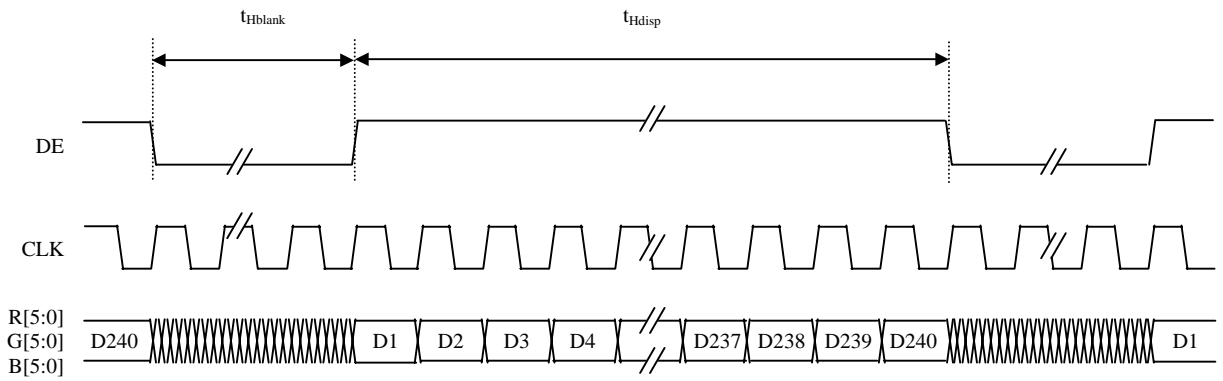 tHblank tHdisp
DE
CLK
R[5:0]
G[5:0]
B[5:0]
D240 D1 D2 D3 D4 D237 D238 D239 D240 D1